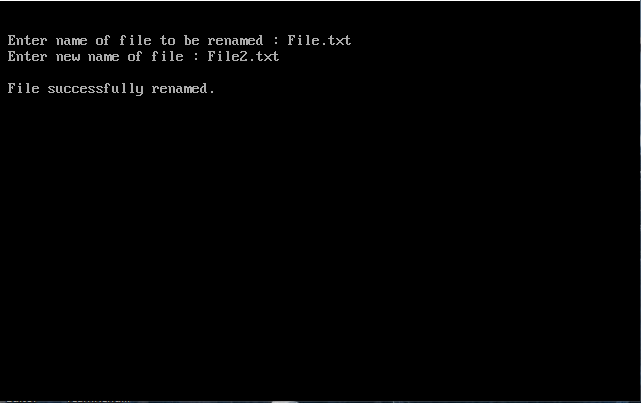 Enter name of file to be renamed : File.txt
Enter new name of file : File2.txt
File successfully renamed.